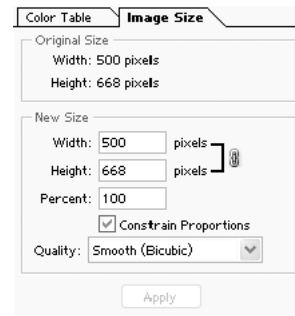 Color Table Image Size
Original Size
Width: 500 pixels
Height: 668 pixels
New Size
Width: 500 pixels
Height: 668 pixels
Percent: 100
Constrain Proportions
Quality: Smooth (Bicubic)
Apply